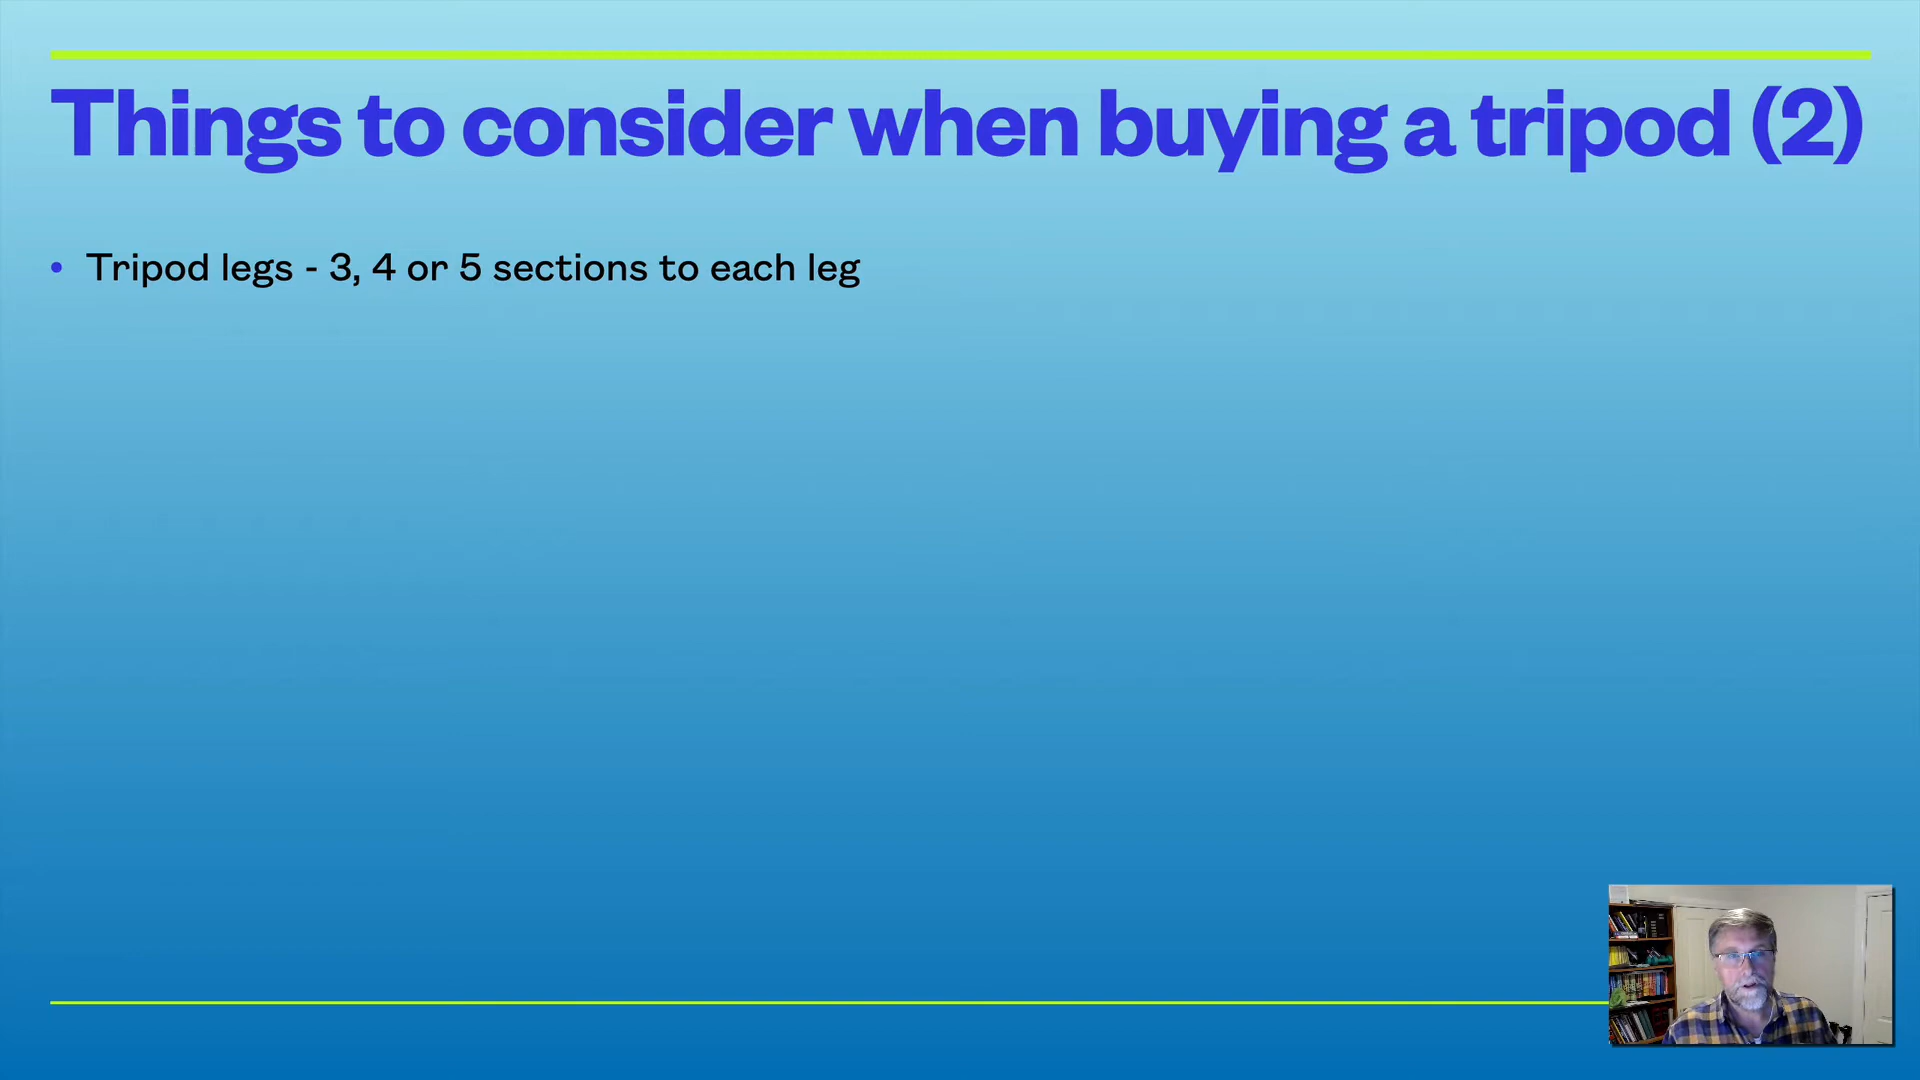 Things to consider when buying a tripod (2)
• Tripod legs - 3, 4 or 5 sections to each leg